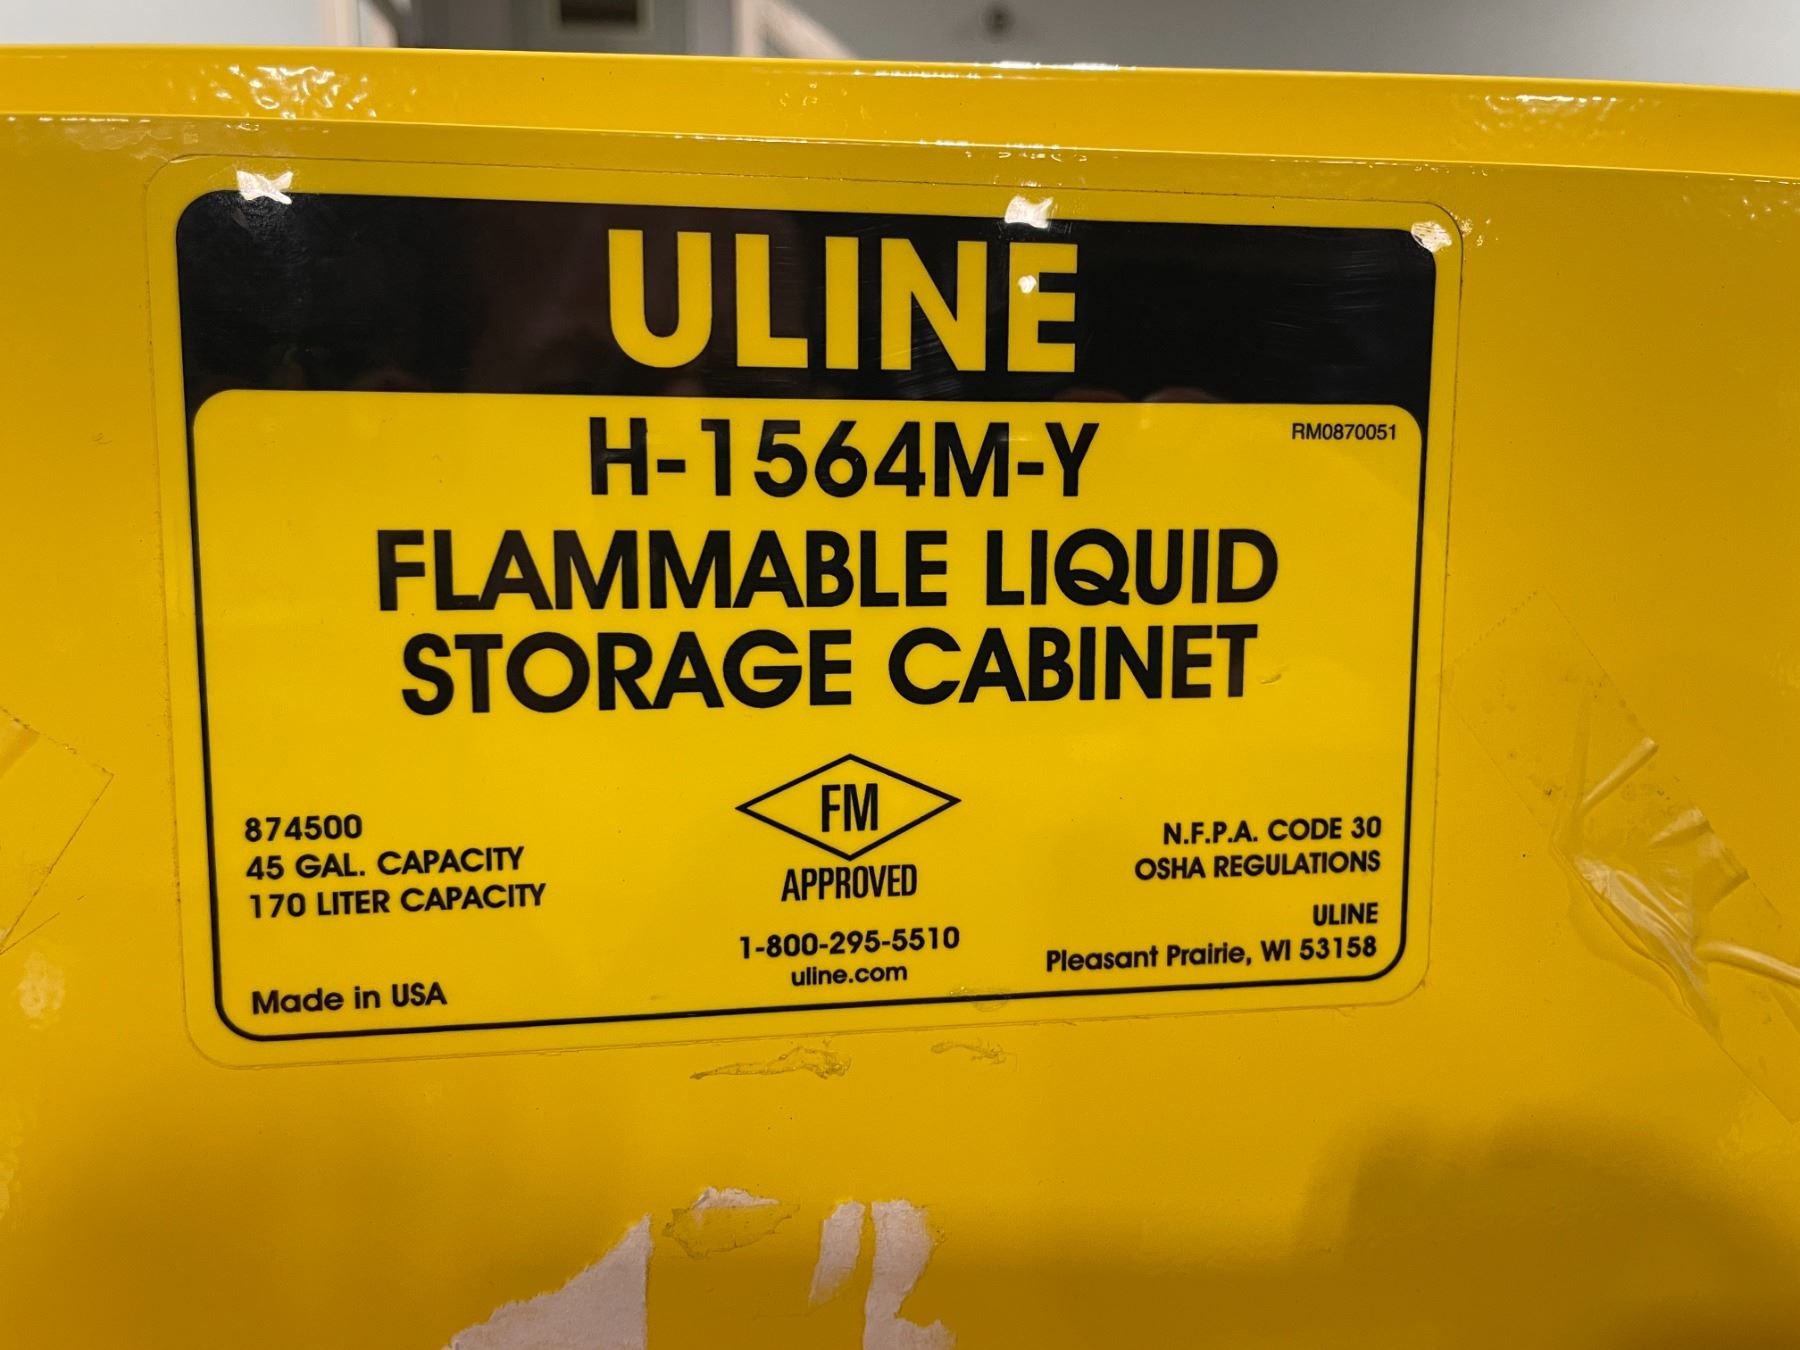 ULINE
H-1564M-Y
RM0870051
FLAMMABLE LIQUID
STORAGE CABINET
874500
45 GAL. CAPACITY
170 LITER CAPACITY
Made in USA
FM
APPROVED
1-800-295-5510
uline.com
N.F.P.A. CODE 30
OSHA REGULATIONS
ULINE
Pleasant Prairie, WI 53158